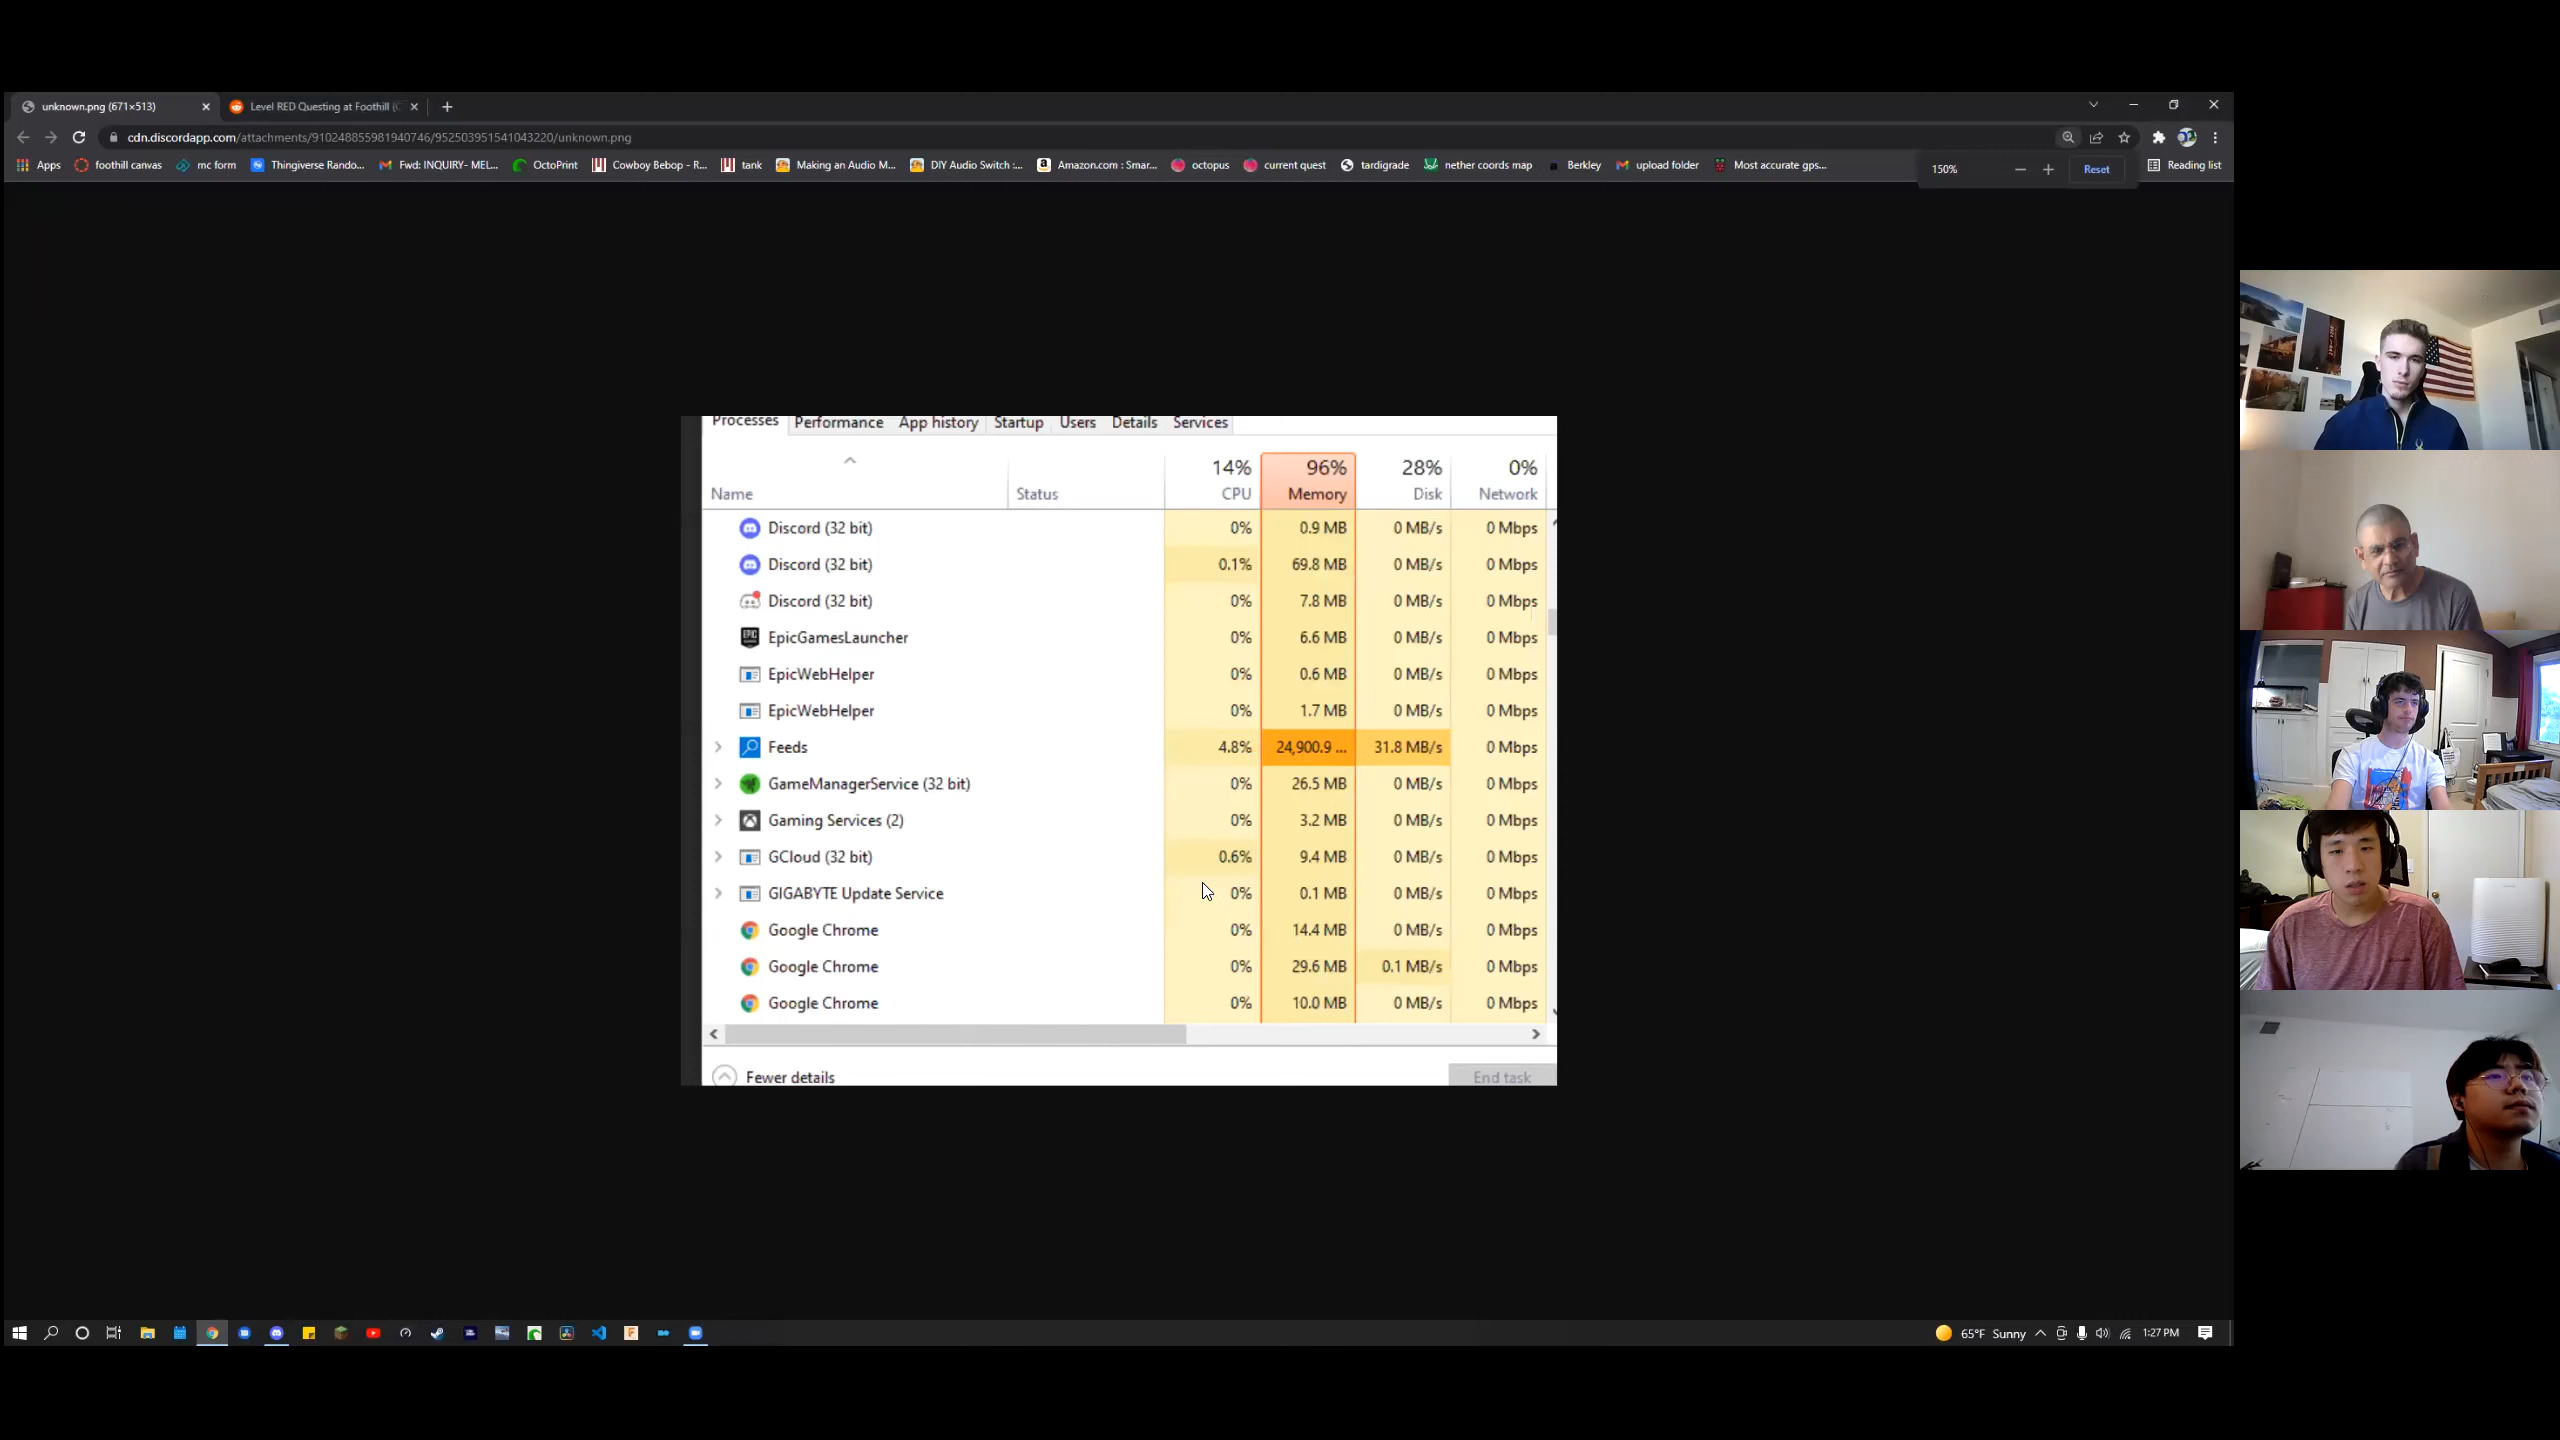 unknown.png (671×513)
Level RED Questing at Foothill (
cdn.discordapp.com/attachments/910248855981940746/952503951541043220/unknown.png
Apps foothill canvas mc form Thingiverse Rando... Fwd: INQUIRY- MEL... OctoPrint Cowboy Bebop - R... tank Making an Audio M... DIY Audio Switch :... Amazon.com : Smar... octopus current quest tardigrade nether coords map Berkley upload folder Most accurate gps... 150% Reset Reading list
Processes Performance App history Startup Users Details Services
14% 96% 28% 0%
Name Status CPU Memory Disk Network
Discord (32 bit) 0% 0.9 MB 0 MB/s 0 Mbps
Discord (32 bit) 0.1% 69.8 MB 0 MB/s 0 Mbps
Discord (32 bit) 0% 7.8 MB 0 MB/s 0 Mbps
EpicGamesLauncher 0% 6.6 MB 0 MB/s 0 Mbps
EpicWebHelper 0% 0.6 MB 0 MB/s 0 Mbps
EpicWebHelper 0% 1.7 MB 0 MB/s 0 Mbps
Feeds 4.8% 24,900.9 ... 31.8 MB/s 0 Mbps
GameManagerService (32 bit) 0% 26.5 MB 0 MB/s 0 Mbps
Gaming Services (2) 0% 3.2 MB 0 MB/s 0 Mbps
GCloud (32 bit) 0.6% 9.4 MB 0 MB/s 0 Mbps
GIGABYTE Update Service 0% 0.1 MB 0 MB/s 0 Mbps
Google Chrome 0% 14.4 MB 0 MB/s 0 Mbps
Google Chrome 0% 29.6 MB 0.1 MB/s 0 Mbps
Google Chrome 0% 10.0 MB 0 MB/s 0 Mbps
Fewer details End task
65°F Sunny 1:27 PM